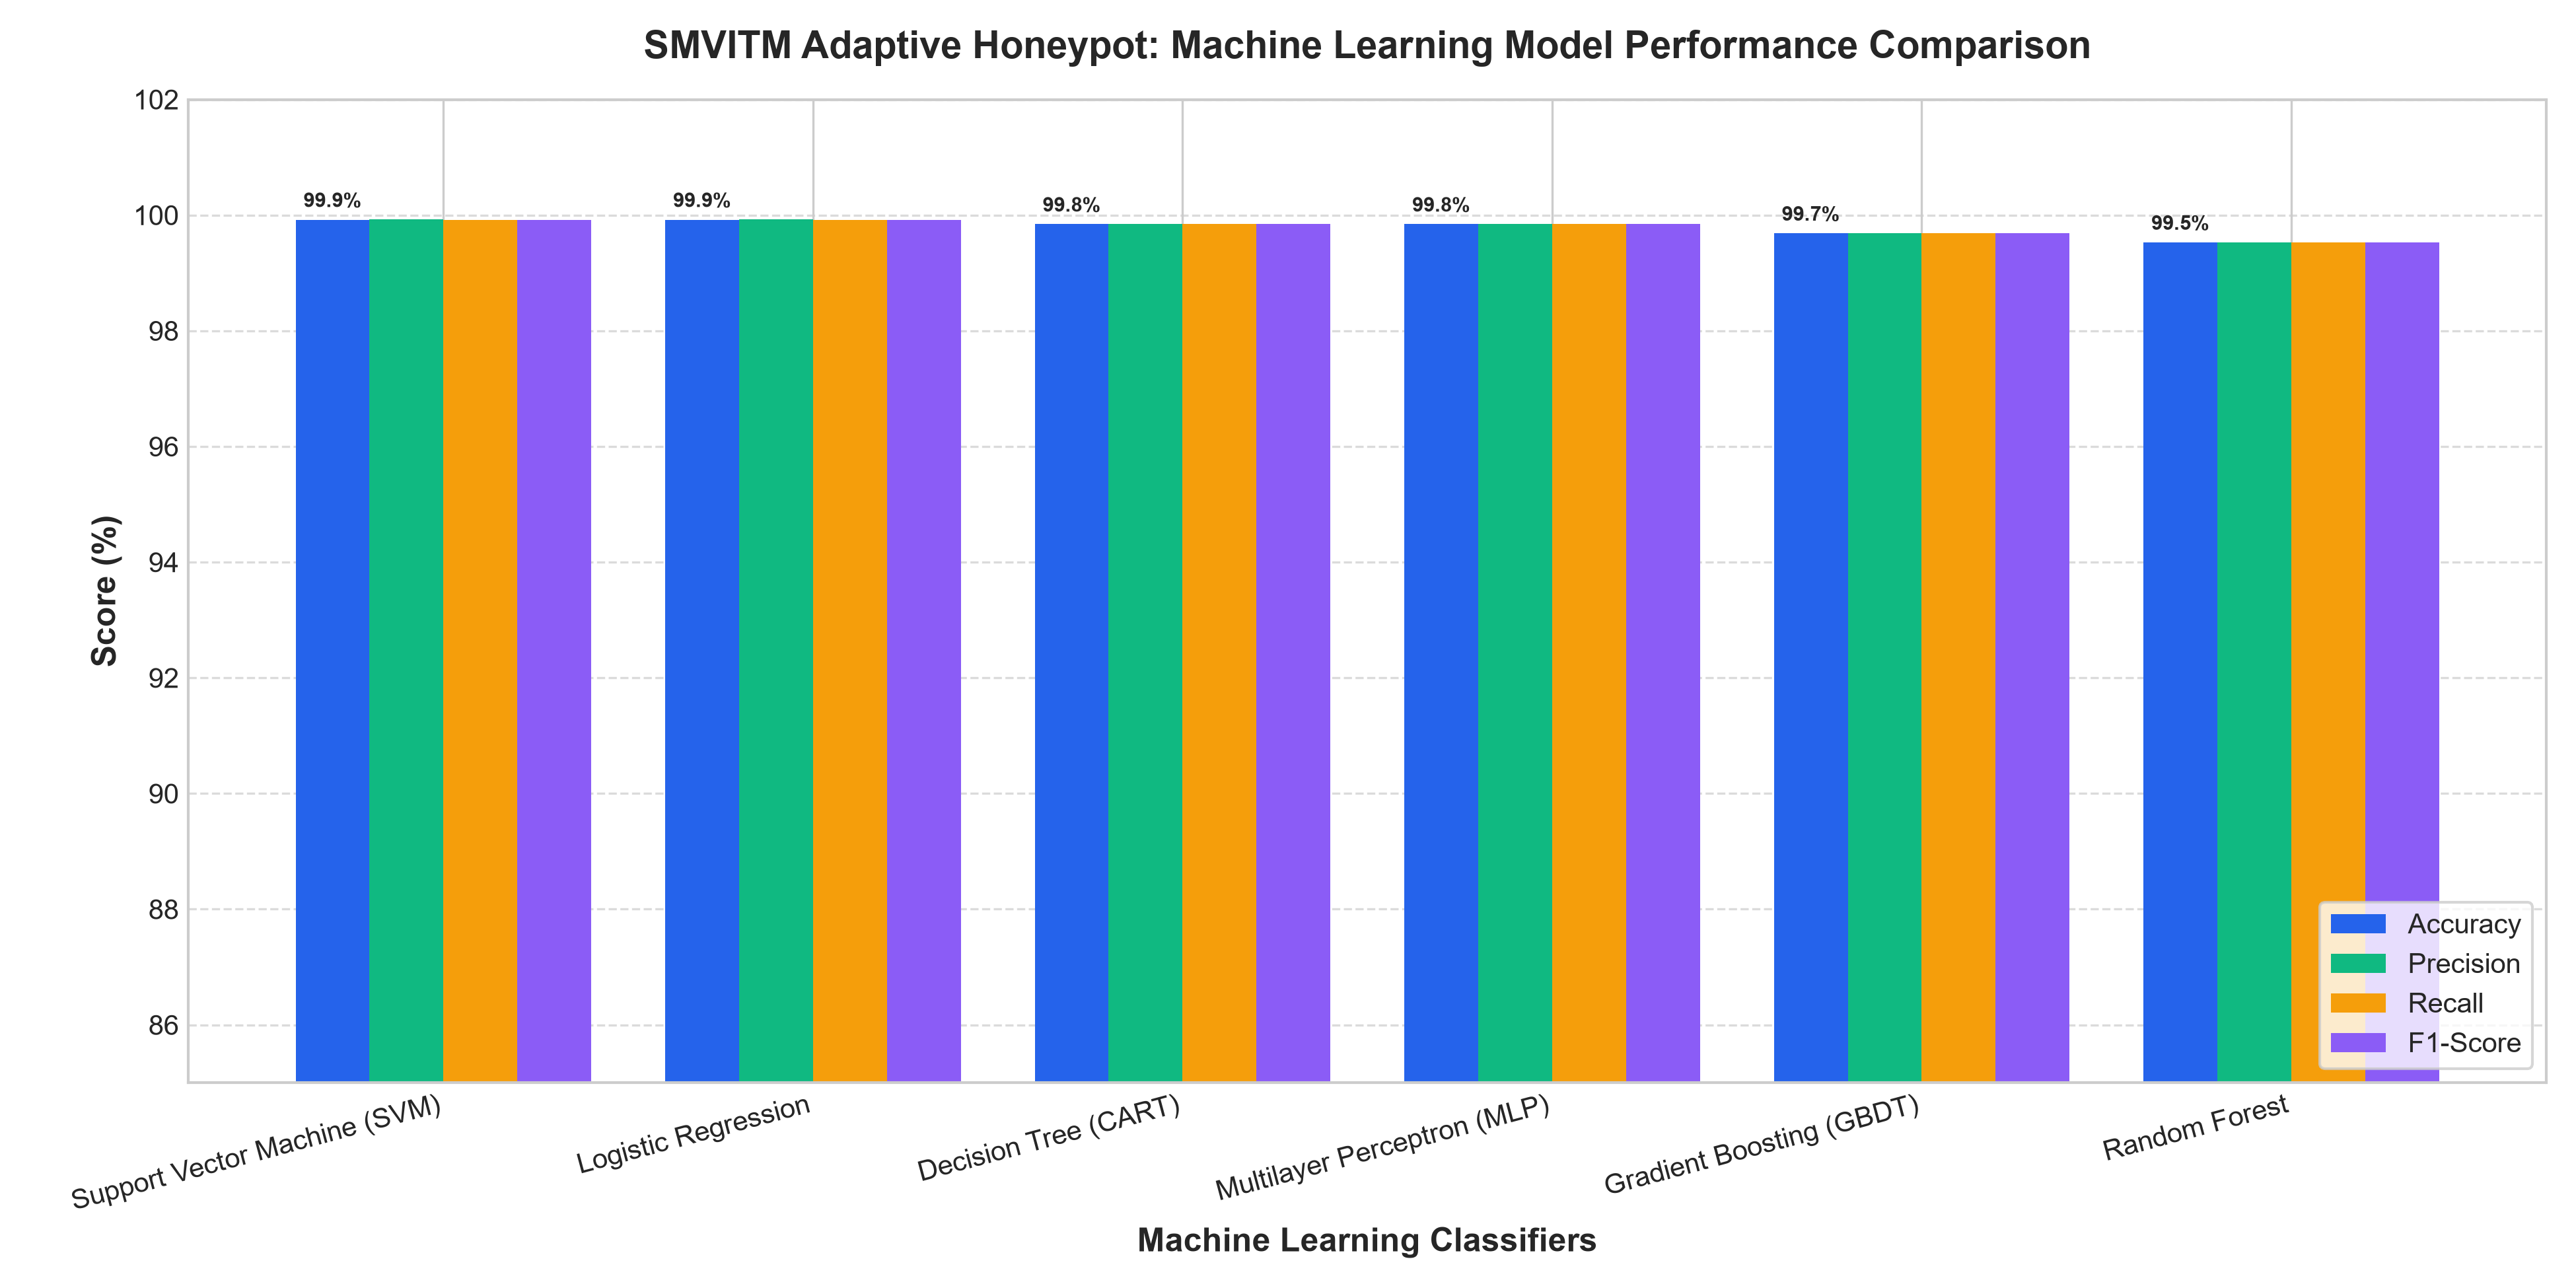 SMVITM Adaptive Honeypot: Machine Learning Model Performance Comparison
102
100
98
96
94
92
90
88
86
Score (%)
99.9%
99.9%
99.8%
99.8%
99.7%
99.5%
Accuracy
Precision
Recall
F1-Score
Support Vector Machine (SVM)
Logistic Regression
Decision Tree (CART)
Multilayer Perceptron (MLP)
Gradient Boosting (GBDT)
Random Forest
Machine Learning Classifiers